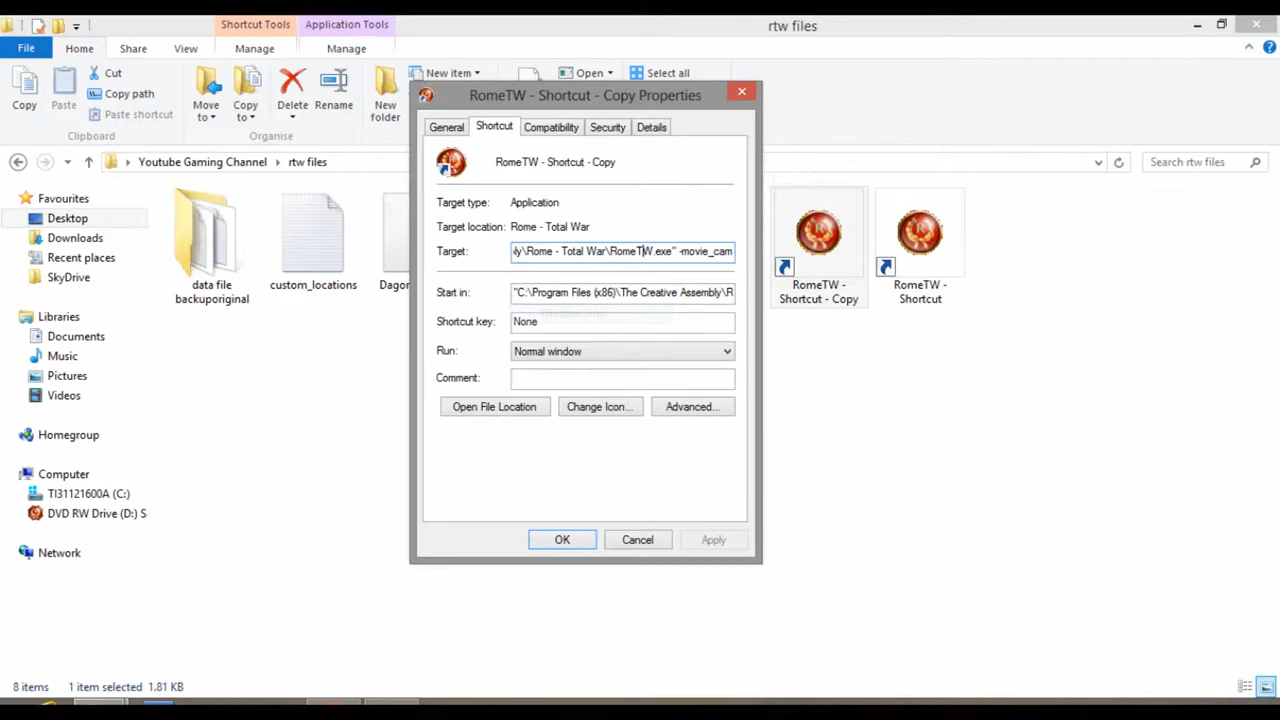 Shortcut Tools
Application Tools
rtw files
File
Home
Share
View
Manage
Manage
Copy
Paste
Cut
Copy path
Paste shortcut
Clipboard
Move to
Copy to
Delete
Rename
Organise
New folder
New item
Open
Select all
Youtube Gaming Channel
rtw files
Search rtw files
Favourites
Desktop
Downloads
Recent places
SkyDrive
Libraries
Documents
Music
Pictures
Videos
Homegroup
Computer
TI31121600A (C:)
DVD RW Drive (D:) S
Network
data file
backuporiginal
custom_locations
Dagor
RomeTW -
Shortcut - Copy
RomeTW -
Shortcut
RomeTW - Shortcut - Copy Properties
General
Shortcut
Compatibility
Security
Details
RomeTW - Shortcut - Copy
Target type: Application
Target location: Rome - Total War
Target: ly\Rome - Total War\RomeTW.exe" -movie_cam
Start in: "C:\Program Files (x86)\The Creative Assembly\R
Shortcut key: None
Run: Normal window
Comment:
Open File Location
Change Icon...
Advanced...
OK
Cancel
Apply
8 items
1 item selected 1.81 KB